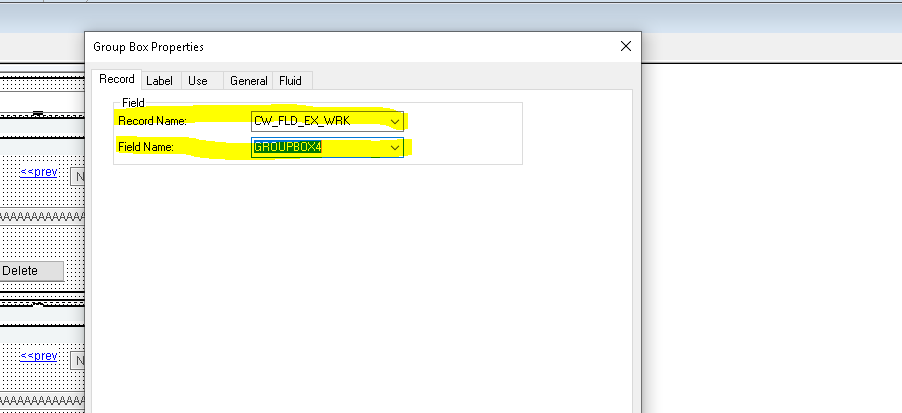 Group Box Properties
Record Label Use General Fluid
Field
Record Name: CW_FLD_EX_WRK
Field Name: GROUPBOX4
<<prev N
Delete
<<prev N